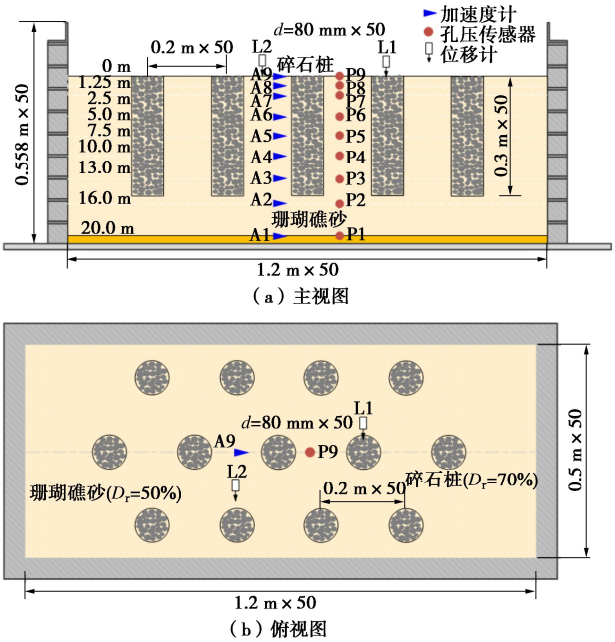 d=80 mm×50
加速度计
孔压传感器
位移计
0.2 m×50
L2
碎石桩
L1
0 m
A9
P9
1.25 m
A8
P8
2.5 m
A7
P7
5.0 m
A6
P6
7.5 m
A5
P5
10.0 m
A4
P4
13.0 m
A3
P3
16.0 m
A2
P2
珊瑚礁砂
20.0 m
A1
P1
0.558 m×50
0.3 m×50
1.2 m×50
(a)主视图
d=80 mm×50
L1
A9
P9
L2
珊瑚礁砂(Dr=50%)
碎石桩(Dr=70%)
0.2 m×50
0.5 m×50
1.2 m×50
(b)俯视图